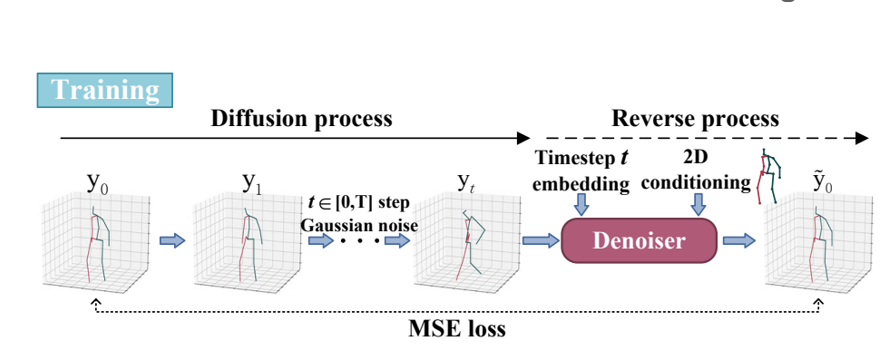 Training
Diffusion process
Reverse process
Timestep t
embedding
2D
conditioning
y₀
y₁
t∈[0,T] step
Gaussian noise
yₜ
ỹ₀
Denoiser
MSE loss